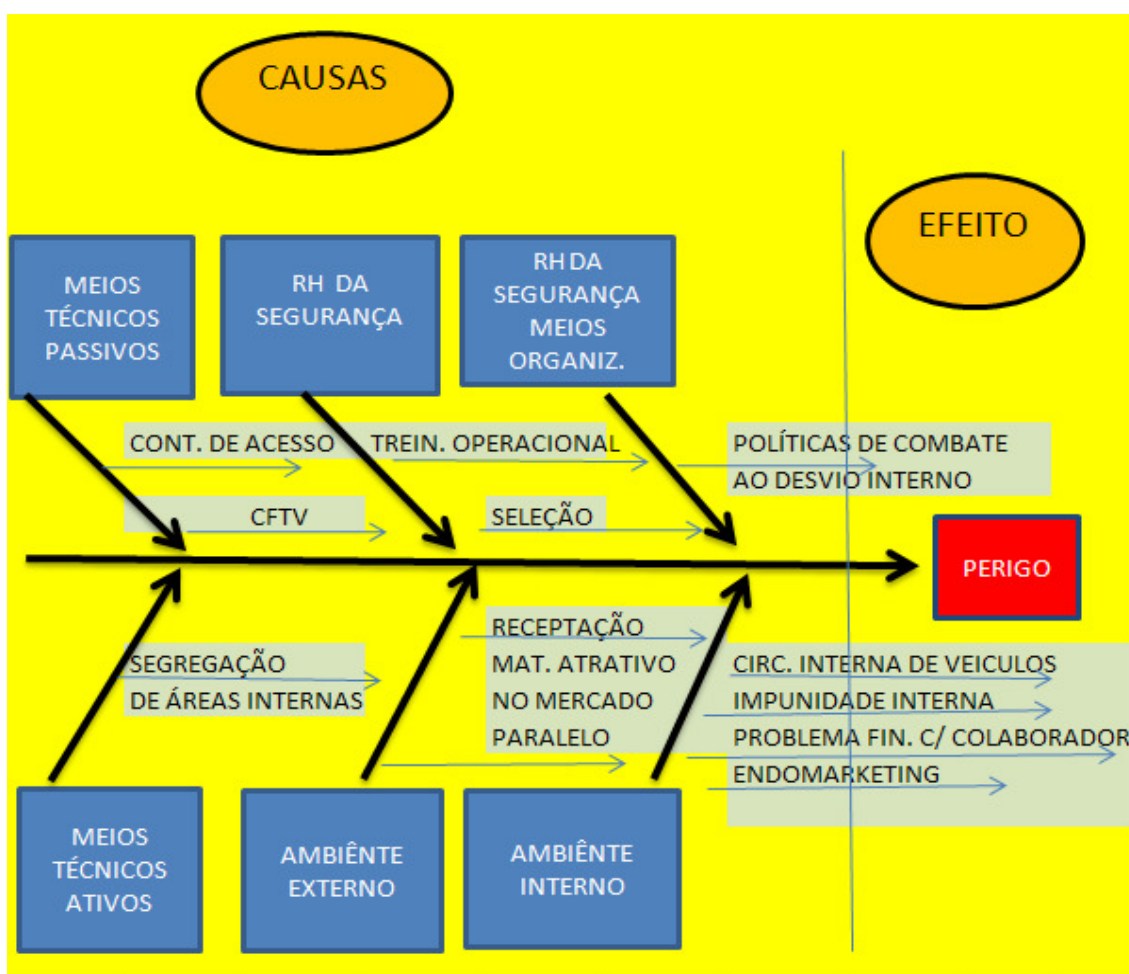 CAUSAS
EFEITO
MEIOS
TÉCNICOS
PASSIVOS
RH DA
SEGURANÇA
RH DA
SEGURANÇA
MEIOS
ORGANIZ.
CONT. DE ACESSO
TREIN. OPERACIONAL
POLÍTICAS DE COMBATE
AO DESVIO INTERNO
CFTV
SELEÇÃO
PERIGO
SEGREGAÇÃO
DE ÁREAS INTERNAS
RECEPTAÇÃO
MAT. ATRATIVO
NO MERCADO
PARALELO
CIRC. INTERNA DE VEICULOS
IMPUNIDADE INTERNA
PROBLEMA FIN. C/ COLABORADOR
ENDOMARKETING
MEIOS
TÉCNICOS
ATIVOS
AMBIÊNTE
EXTERNO
AMBIÊNTE
INTERNO